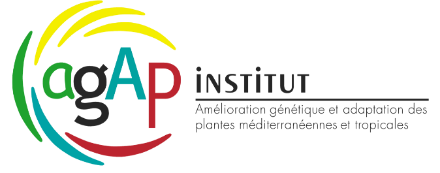 agAp
institut
Amélioration génétique et adaptation des
plantes méditerranéennes et tropicales